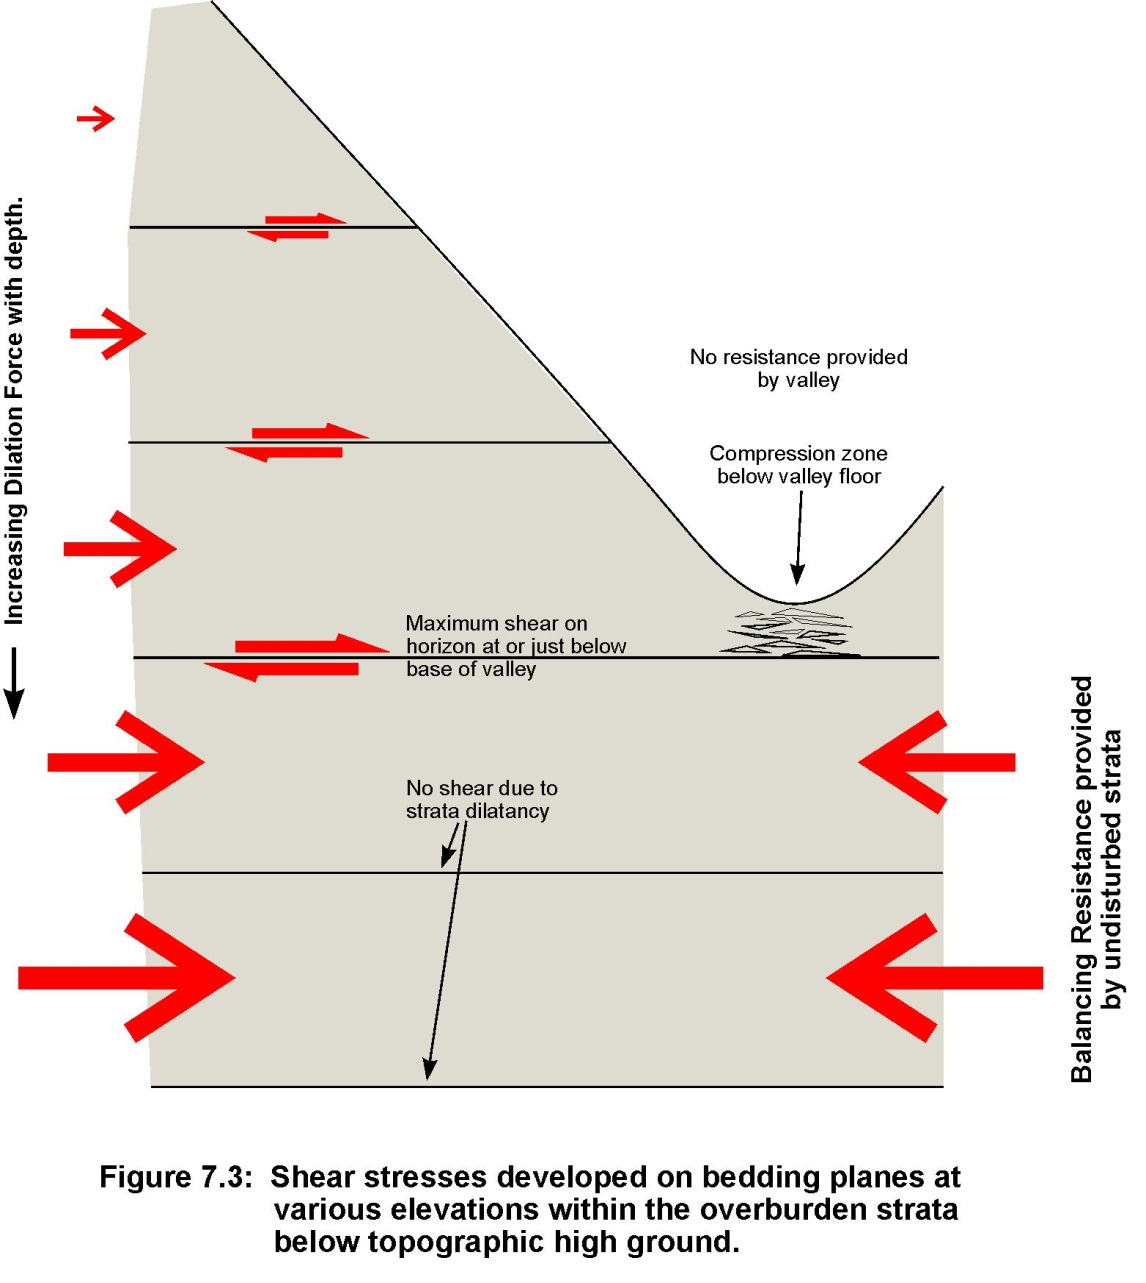 Increasing Dilation Force with depth.
No resistance provided
by valley
Compression zone
below valley floor
Maximum shear on
horizon at or just below
base of valley
No shear due to
strata dilatancy
Balancing Resistance provided
by undisturbed strata
Figure 7.3: Shear stresses developed on bedding planes at
various elevations within the overburden strata
below topographic high ground.